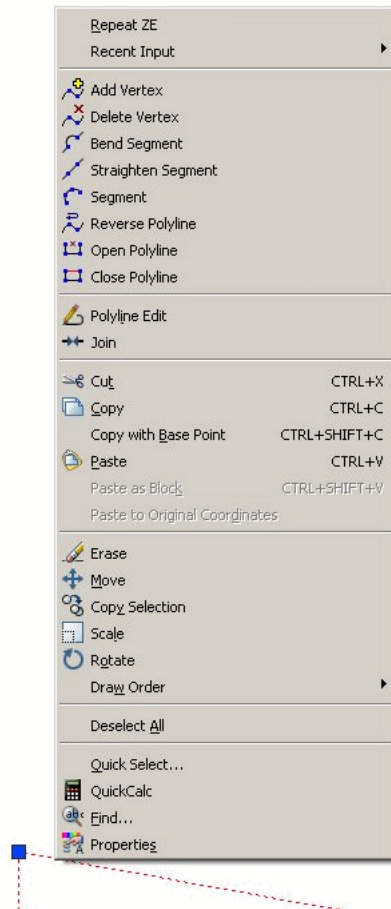 Repeat ZE
Recent Input
Add Vertex
Delete Vertex
Bend Segment
Straighten Segment
Segment
Reverse Polyline
Open Polyline
Close Polyline
Polyline Edit
Join
Cut CTRL+X
Copy CTRL+C
Copy with Base Point CTRL+SHIFT+C
Paste CTRL+V
Paste as Block CTRL+SHIFT+V
Paste to Original Coordinates
Erase
Move
Copy Selection
Scale
Rotate
Draw Order
Deselect All
Quick Select...
QuickCalc
Find...
Properties